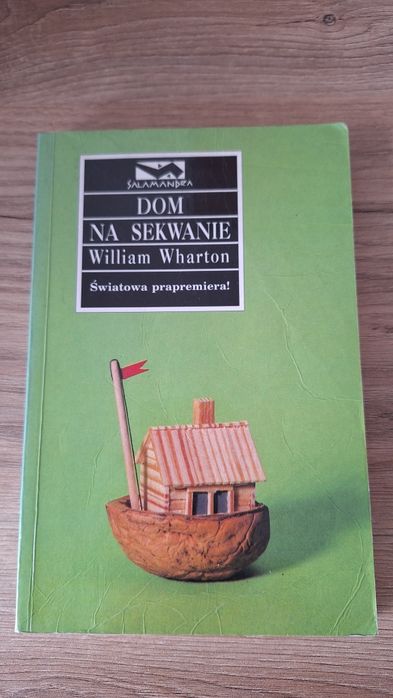 SALAMANDRA
DOM
NA SEKWANIE
William Wharton
Światowa prapremiera!